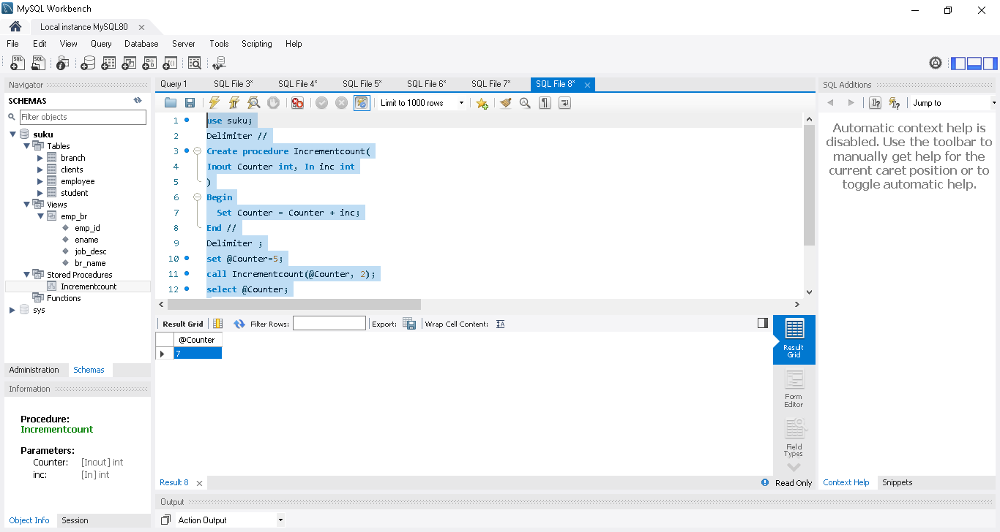 MySQL Workbench
Local instance MySQL80
File Edit View Query Database Server Tools Scripting Help
Navigator
SCHEMAS
Filter objects
suku
Tables
branch
clients
employee
student
Views
emp_br
emp_id
ename
job_desc
br_name
Stored Procedures
Incrementcount
Functions
sys
Administration Schemas
Information
Procedure:
Incrementcount
Parameters:
Counter: [Inout] int
inc: [In] int
Object Info Session
Query 1 SQL File 3* SQL File 4* SQL File 5* SQL File 6* SQL File 7* SQL File 8*
Limit to 1000 rows
1 use suku;
2 Delimiter //
3 Create procedure Incrementcount(
4 Inout Counter int, In inc int
5 )
6 Begin
7 Set Counter = Counter + inc;
8 End //
9 Delimiter ;
10 set @Counter=5;
11 call Incrementcount(@Counter, 2);
12 select @Counter;
Result Grid Filter Rows: Export: Wrap Cell Content:
@Counter
7
Result
Grid
Form
Editor
Field
Types
Result 8 Read Only
Output
Action Output
SQL Additions
Jump to
Automatic context help is
disabled. Use the toolbar to
manually get help for the
current caret position or to
toggle automatic help.
Context Help Snippets